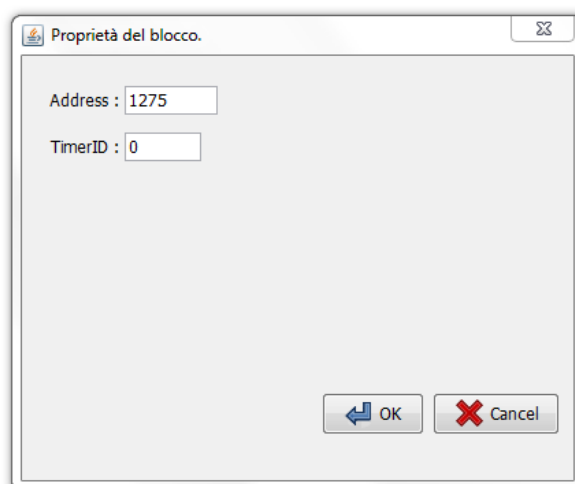 Proprietà del blocco.
Address : 1275
TimerID : 0
OK Cancel